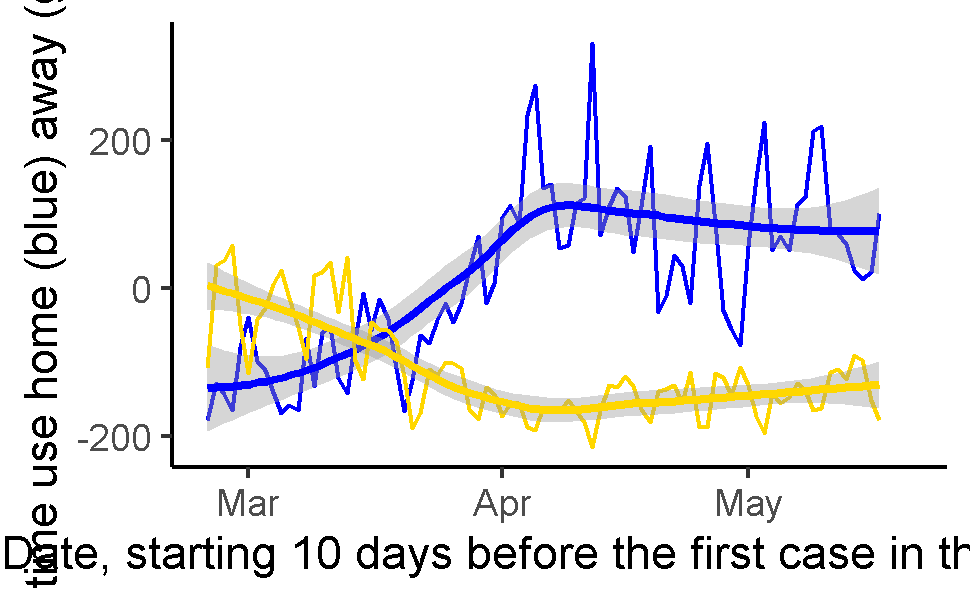 time use home (blue) away (
200
0
-200
Mar Apr May
Date, starting 10 days before the first case in th